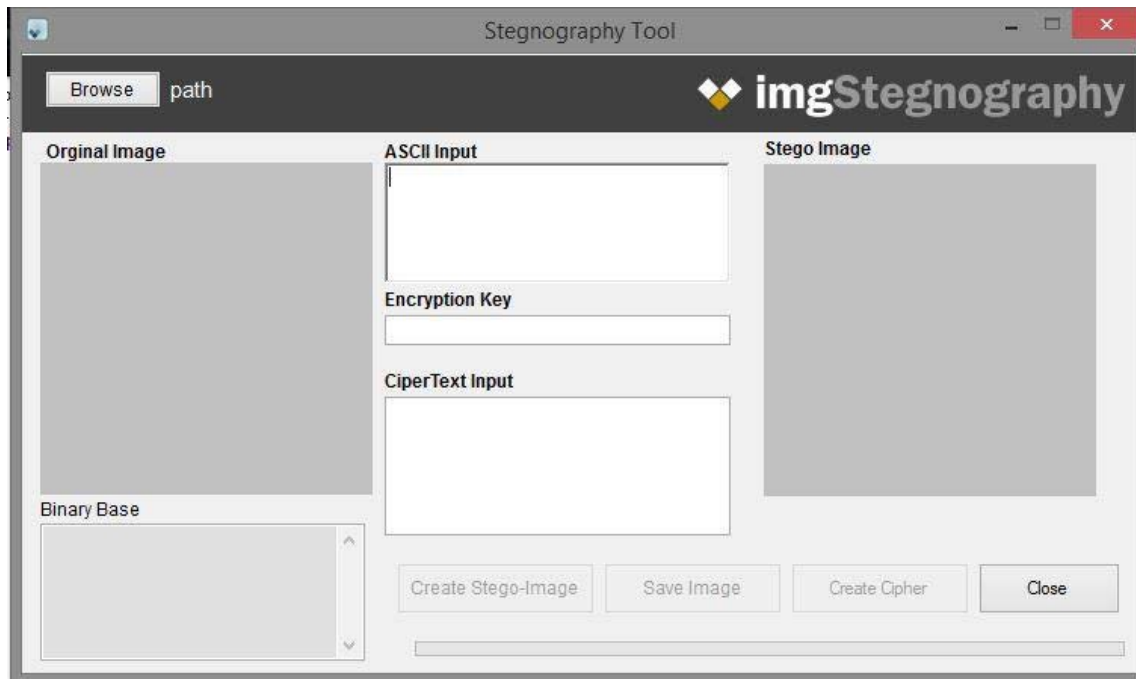 Stegnography Tool
Browse path
imgStegnography
Orginal Image
ASCII Input
Stego Image
Encryption Key
CiperText Input
Binary Base
Create Stego-Image
Save Image
Create Cipher
Close